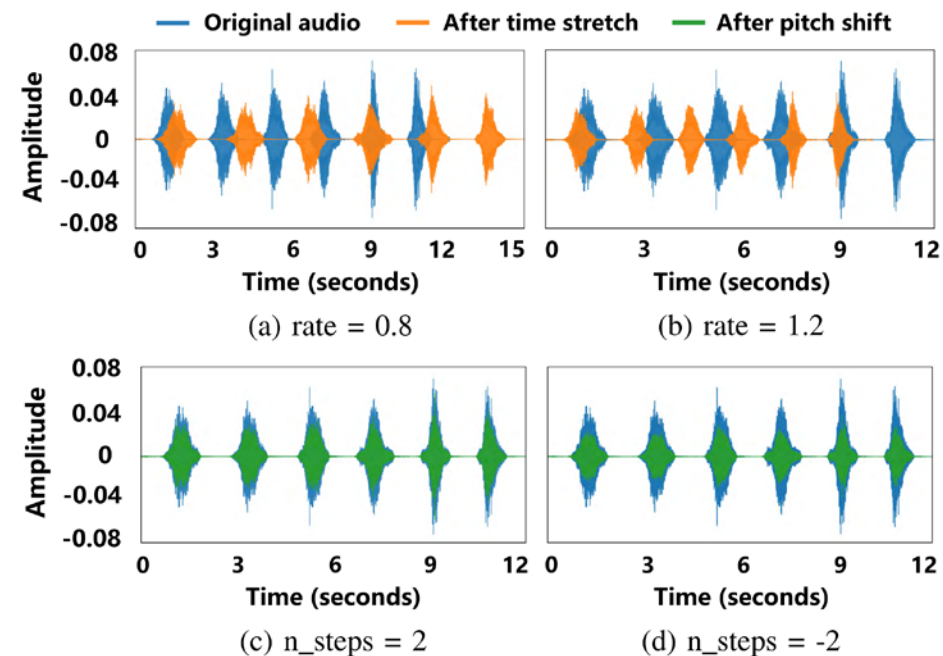 Original audio After time stretch After pitch shift
0.08
0.04
0
-0.04
-0.08
Amplitude
0 3 6 9 12 15
0 3 6 9 12
Time (seconds)
Time (seconds)
(a) rate = 0.8
(b) rate = 1.2
0.08
0.04
0
-0.04
-0.08
Amplitude
0 3 6 9 12
0 3 6 9 12
Time (seconds)
Time (seconds)
(c) n_steps = 2
(d) n_steps = -2